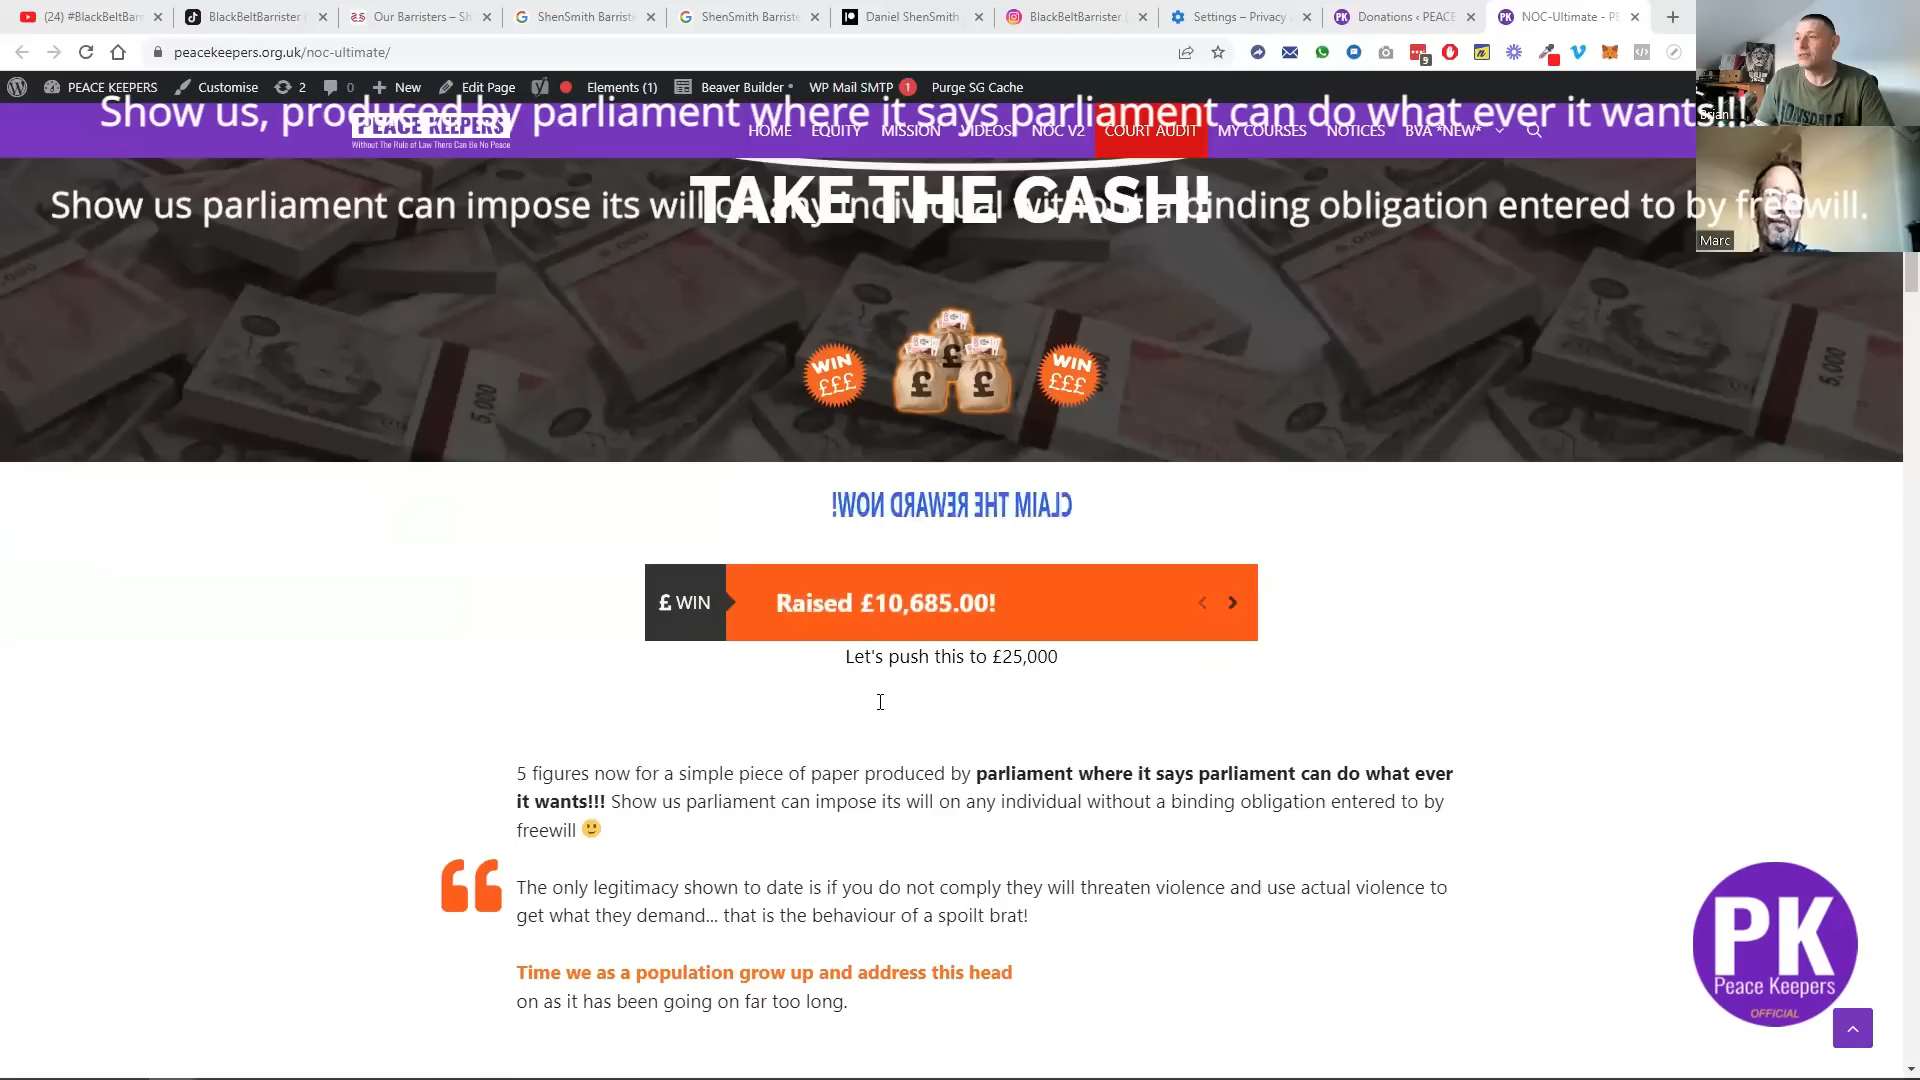 (24) #BlackBeltBarr
BlackBeltBarrister (
Our Barristers – Sh
ShenSmith Barriste
ShenSmith Barriste
Daniel ShenSmith
BlackBeltBarrister (
Settings – Privacy
Donations ‹ PEACE
NOC-Ultimate - PE
peacekeepers.org.uk/noc-ultimate/
9
PEACE KEEPERS
Customise
2
0
New
Edit Page
Elements (1)
Beaver Builder
WP Mail SMTP
1
Purge SG Cache
Show us, produced by parliament where it says parliament can do what ever it wants!!!
PEACE KEEPERS
Without The Rule of Law There Can Be No Peace
HOME
EQUITY
MISSION
VIDEOS
NOC V2
COURT AUDIT
MY COURSES
NOTICES
BVA *NEW*
Brian
Show us parliament can impose its will on any individual without a binding obligation entered to by freewill.
TAKE THE CASH!
Marc
WIN
£££
£
£
£
WIN
£££
5,000
CLAIM THE REWARD NOW!
£ WIN
Raised £10,685.00!
Let's push this to £25,000
5 figures now for a simple piece of paper produced by parliament where it says parliament can do what ever
it wants!!! Show us parliament can impose its will on any individual without a binding obligation entered to by
freewill 🙂
The only legitimacy shown to date is if you do not comply they will threaten violence and use actual violence to
get what they demand... that is the behaviour of a spoilt brat!
Time we as a population grow up and address this head
on as it has been going on far too long.
PK
Peace Keepers
OFFICIAL